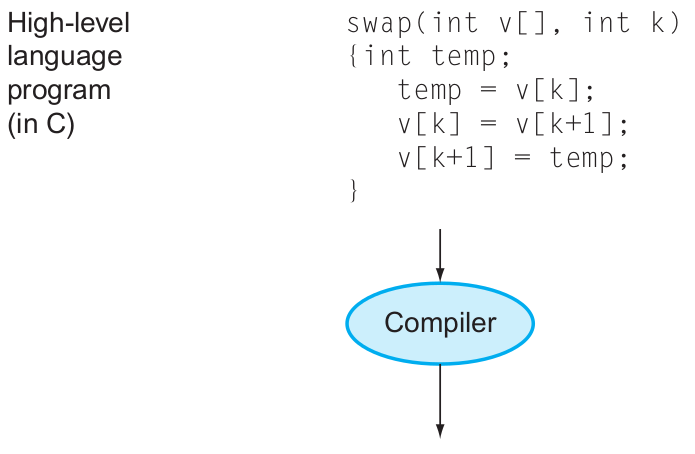 High-level
language
program
(in C)
swap(int v[], int k)
{int temp;
   temp = v[k];
   v[k] = v[k+1];
   v[k+1] = temp;
}
Compiler